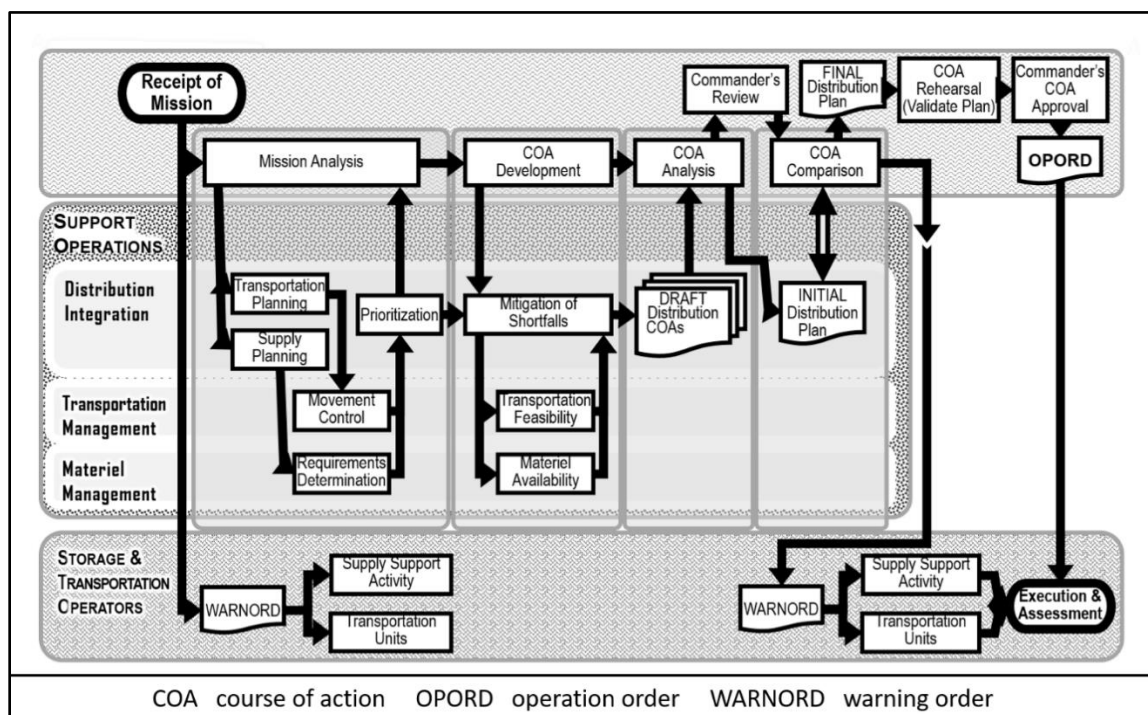 Receipt of
Mission
Commander's
Review
FINAL
Distribution
Plan
COA
Rehearsal
(Validate Plan)
Commander's
COA
Approval
Mission Analysis
COA
Development
COA
Analysis
COA
Comparison
OPORD
SUPPORT
OPERATIONS
Distribution
Integration
Transportation
Planning
Supply
Planning
Prioritization
Mitigation of
Shortfalls
DRAFT
Distribution
COAs
INITIAL
Distribution
Plan
Transportation
Management
Movement
Control
Transportation
Feasibility
Materiel
Management
Requirements
Determination
Materiel
Availability
STORAGE &
TRANSPORTATION
OPERATORS
WARNORD
Supply Support
Activity
Transportation
Units
WARNORD
Supply Support
Activity
Transportation
Units
Execution &
Assessment
COA course of action OPORD operation order WARNORD warning order